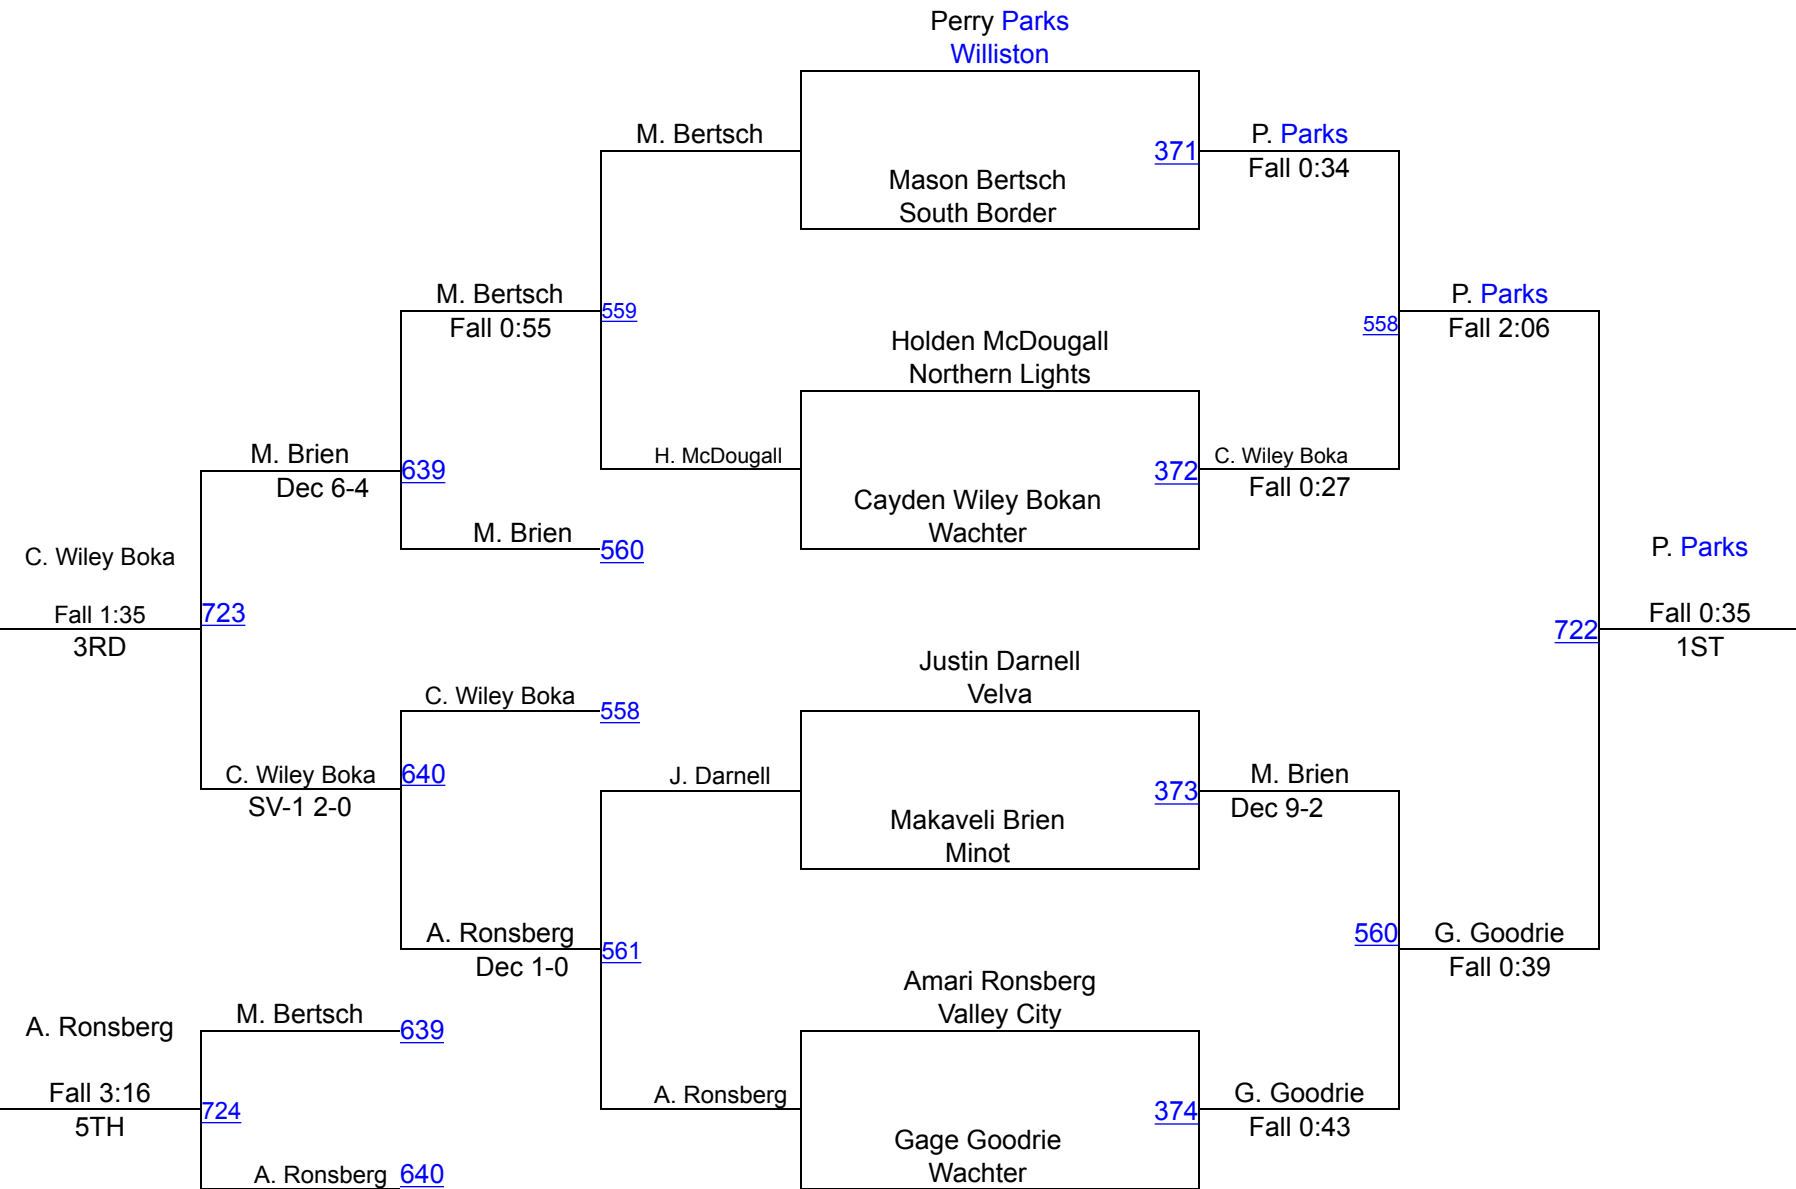 Perry Parks
Williston
M. Bertsch
371
P. Parks
Fall 0:34
Mason Bertsch
South Border
M. Bertsch
Fall 0:55
559
558
P. Parks
Fall 2:06
Holden McDougall
Northern Lights
M. Brien
Dec 6-4
639
H. McDougall
372
C. Wiley Boka
Fall 0:27
Cayden Wiley Bokan
Wachter
M. Brien
560
C. Wiley Boka
Fall 1:35
3RD
723
P. Parks
722
Fall 0:35
1ST
Justin Darnell
Velva
C. Wiley Boka
558
C. Wiley Boka
SV-1 2-0
640
J. Darnell
373
M. Brien
Dec 9-2
Makaveli Brien
Minot
A. Ronsberg
Dec 1-0
561
560
G. Goodrie
Fall 0:39
Amari Ronsberg
Valley City
M. Bertsch
639
A. Ronsberg
Fall 3:16
5TH
724
A. Ronsberg
374
G. Goodrie
Fall 0:43
Gage Goodrie
Wachter
A. Ronsberg
640